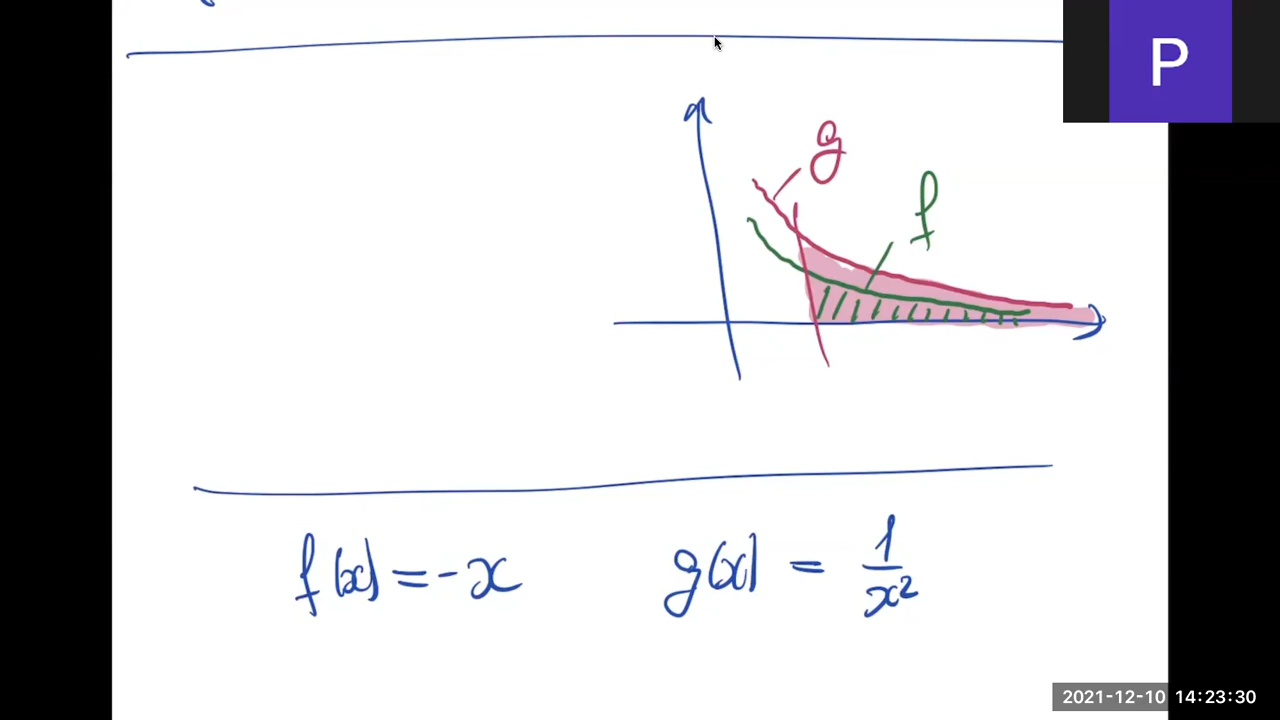 P
g
f
f(x) = -x g(x) = 1/x²
2021-12-10 14:23:30